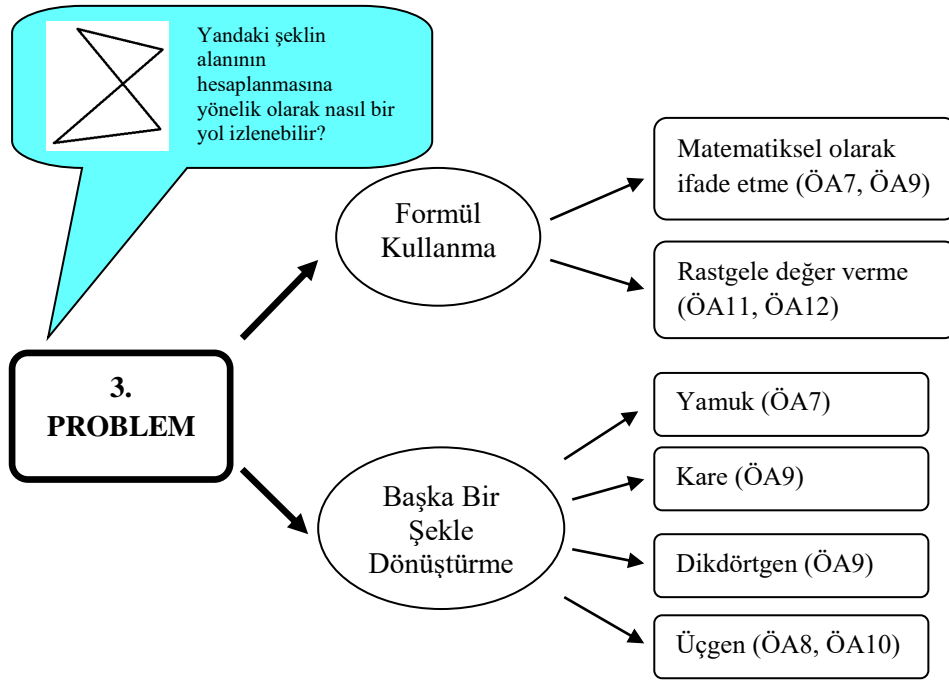 Yandaki şeklin
alanının
hesaplanmasına
yönelik olarak nasıl bir
yol izlenebilir?
3.
PROBLEM
Formül
Kullanma
Matematiksel olarak
ifade etme (ÖA7, ÖA9)
Rastgele değer verme
(ÖA11, ÖA12)
Başka Bir
Şekle
Dönüştürme
Yamuk (ÖA7)
Kare (ÖA9)
Dikdörtgen (ÖA9)
Üçgen (ÖA8, ÖA10)